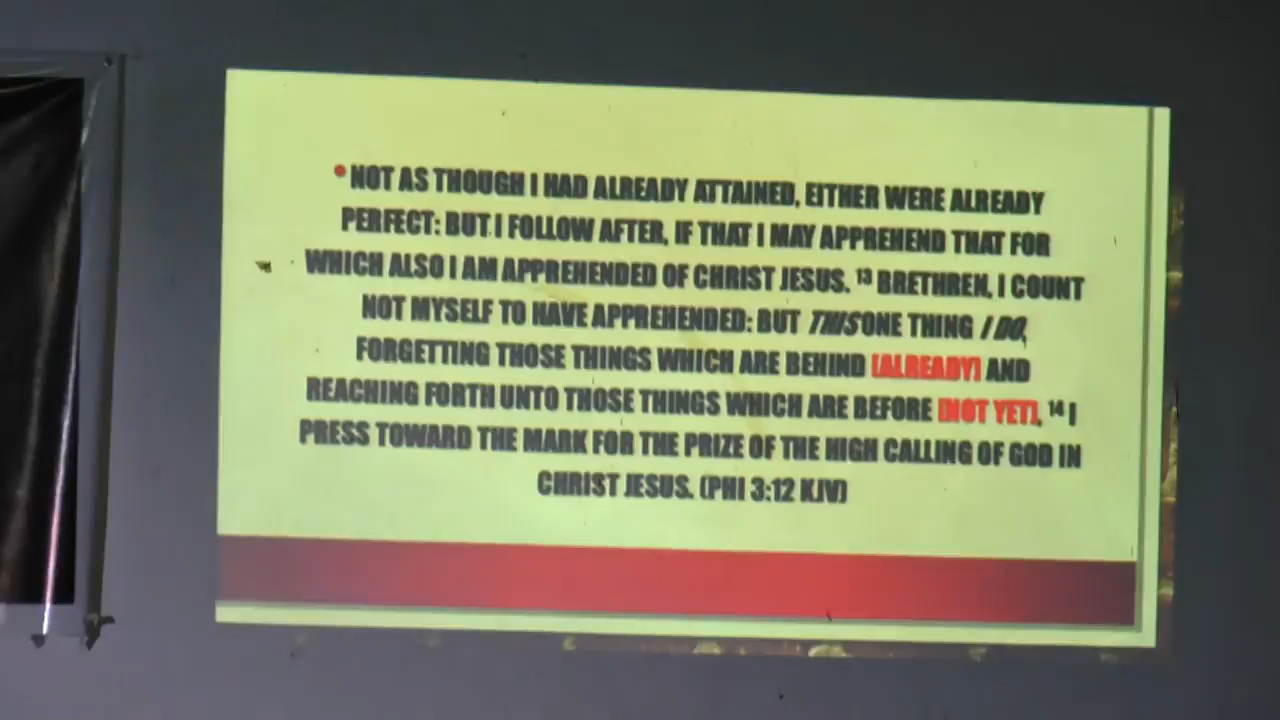 • NOT AS THOUGH I HAD ALREADY ATTAINED, EITHER WERE ALREADY
PERFECT: BUT I FOLLOW AFTER, IF THAT I MAY APPREHEND THAT FOR
WHICH ALSO I AM APPREHENDED OF CHRIST JESUS. ¹³ BRETHREN, I COUNT
NOT MYSELF TO HAVE APPREHENDED: BUT THIS ONE THING I DO,
FORGETTING THOSE THINGS WHICH ARE BEHIND [ALREADY] AND
REACHING FORTH UNTO THOSE THINGS WHICH ARE BEFORE [NOT YET], ¹⁴ I
PRESS TOWARD THE MARK FOR THE PRIZE OF THE HIGH CALLING OF GOD IN
CHRIST JESUS. (PHI 3:12 KJV)